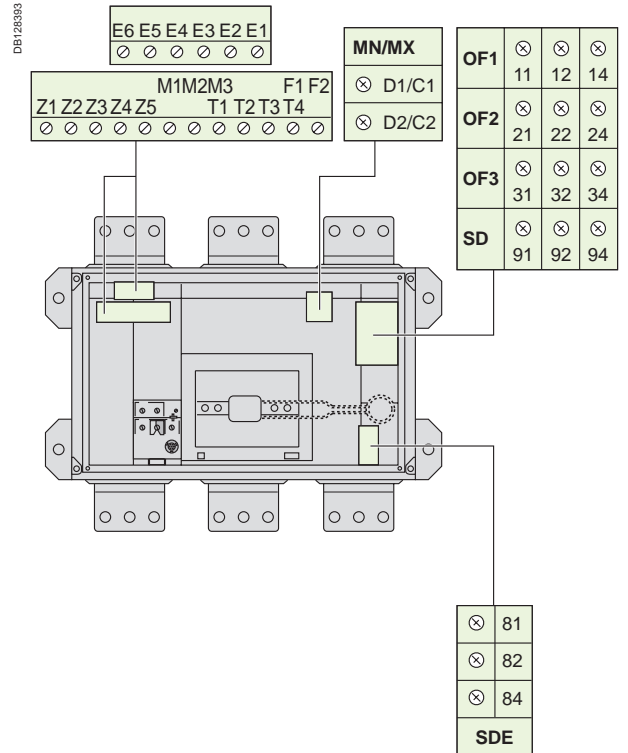 DB128393
E6 E5 E4 E3 E2 E1
M1M2M3 F1 F2
Z1 Z2 Z3 Z4 Z5 T1 T2 T3 T4
MN/MX
D1/C1
D2/C2
OF1
11 12 14
OF2
21 22 24
OF3
31 32 34
SD
91 92 94
81
82
84
SDE